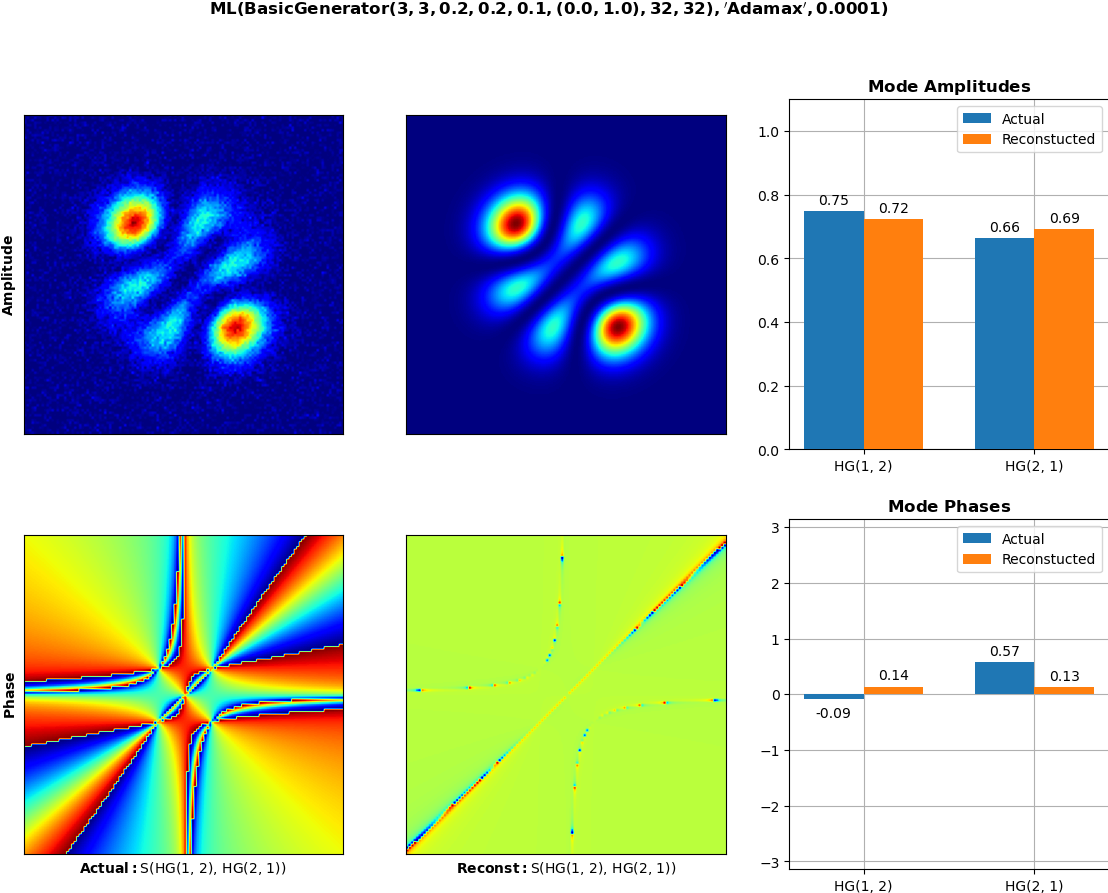 ML(BasicGenerator(3, 3, 0.2, 0.2, 0.1, (0.0, 1.0), 32, 32), ′Adamax′, 0.0001)
Amplitude
Mode Amplitudes
Actual
Reconstucted
1.0
0.8
0.6
0.4
0.2
0.0
0.75
0.72
0.66
0.69
HG(1, 2)
HG(2, 1)
Phase
Actual: S(HG(1, 2), HG(2, 1))
Reconst: S(HG(1, 2), HG(2, 1))
Mode Phases
Actual
Reconstucted
3
2
1
0
−1
−2
−3
-0.09
0.14
0.57
0.13
HG(1, 2)
HG(2, 1)